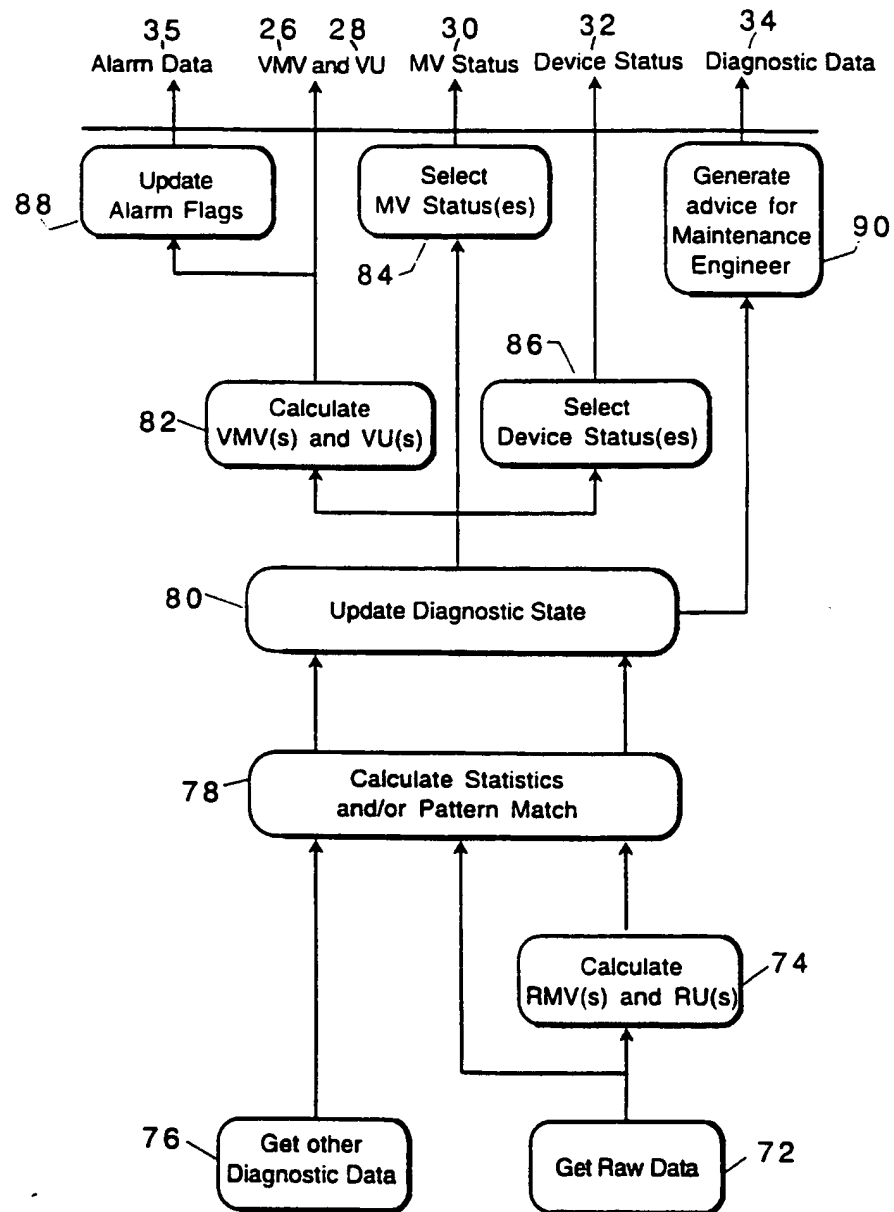 35 26 28 30 32 34
Alarm Data VMV and VU MV Status Device Status Diagnostic Data
Update
Alarm Flags
88
Select
MV Status(es)
84
Generate
advice for
Maintenance
Engineer
90
86
Calculate
VMV(s) and VU(s)
82
Select
Device Status(es)
80
Update Diagnostic State
78
Calculate Statistics
and/or Pattern Match
Calculate
RMV(s) and RU(s)
74
76
Get other
Diagnostic Data
Get Raw Data
72